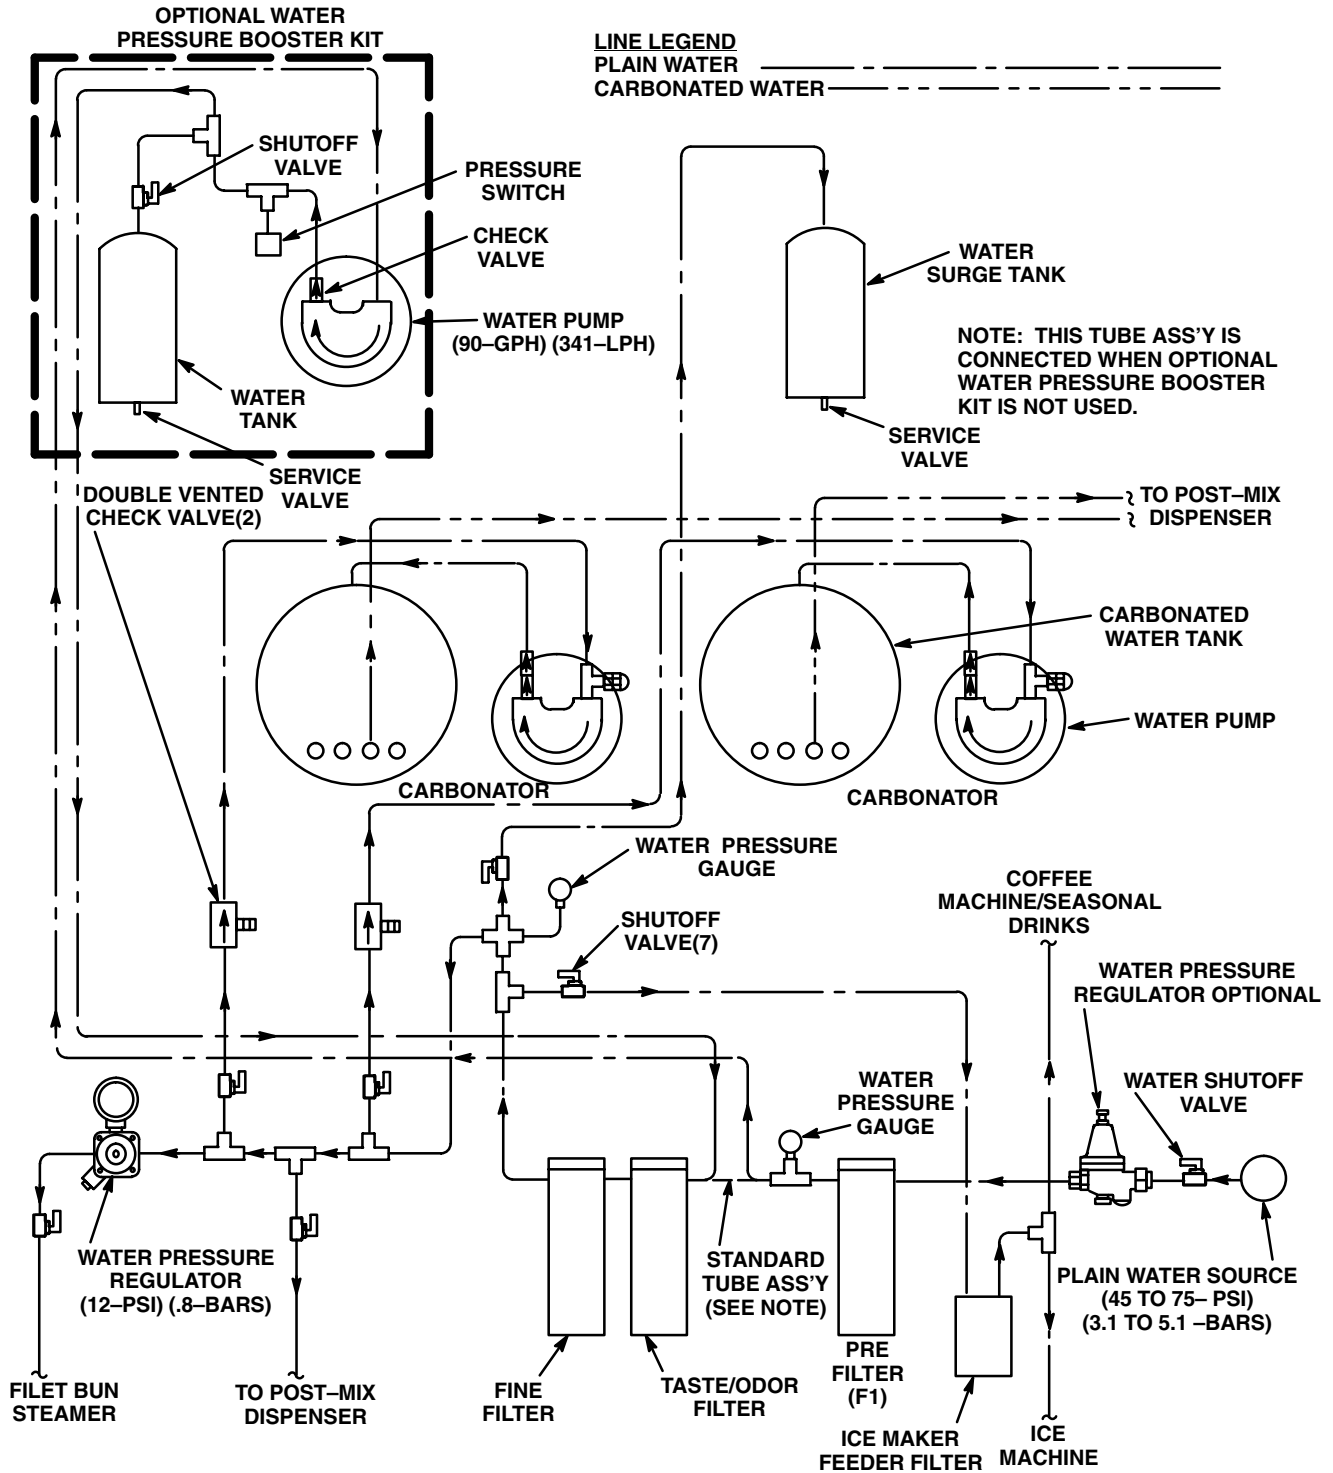 OPTIONAL WATER
PRESSURE BOOSTER KIT
LINE LEGEND
PLAIN WATER
CARBONATED WATER
SHUTOFF
VALVE
PRESSURE
SWITCH
CHECK
VALVE
WATER PUMP
(90–GPH) (341–LPH)
WATER
TANK
SERVICE
VALVE
WATER
SURGE TANK
NOTE: THIS TUBE ASS'Y IS
CONNECTED WHEN OPTIONAL
WATER PRESSURE BOOSTER
KIT IS NOT USED.
SERVICE
VALVE
DOUBLE VENTED
CHECK VALVE(2)
TO POST–MIX
DISPENSER
CARBONATED
WATER TANK
WATER PUMP
CARBONATOR
CARBONATOR
WATER PRESSURE
GAUGE
SHUTOFF
VALVE(7)
COFFEE
MACHINE/SEASONAL
DRINKS
WATER PRESSURE
REGULATOR OPTIONAL
WATER
PRESSURE
GAUGE
WATER SHUTOFF
VALVE
WATER PRESSURE
REGULATOR
(12–PSI) (.8–BARS)
STANDARD
TUBE ASS'Y
(SEE NOTE)
PLAIN WATER SOURCE
(45 TO 75– PSI)
(3.1 TO 5.1 –BARS)
FILET BUN
STEAMER
TO POST–MIX
DISPENSER
FINE
FILTER
TASTE/ODOR
FILTER
PRE
FILTER
(F1)
ICE MAKER
FEEDER FILTER
ICE
MACHINE